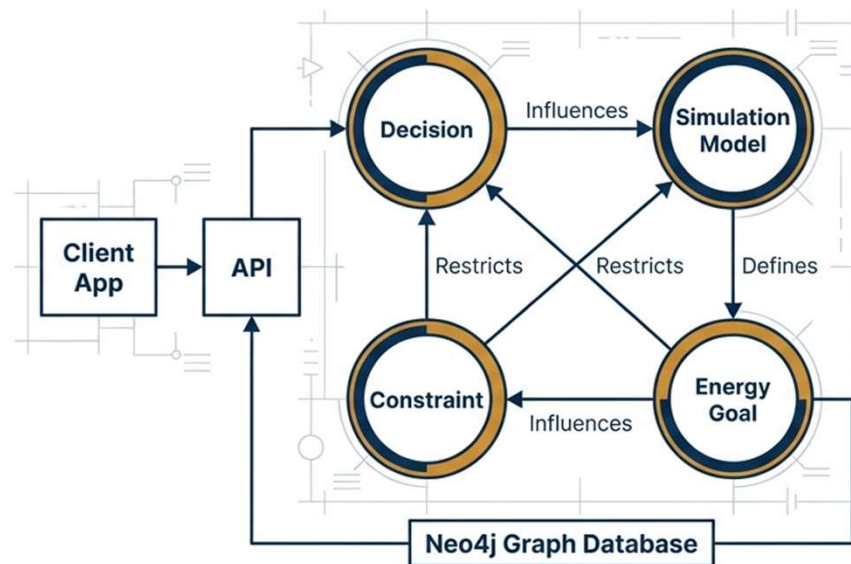 Decision
Influences
Simulation
Model
Client
App
API
Restricts
Restricts
Defines
Constraint
Influences
Energy
Goal
Neo4j Graph Database